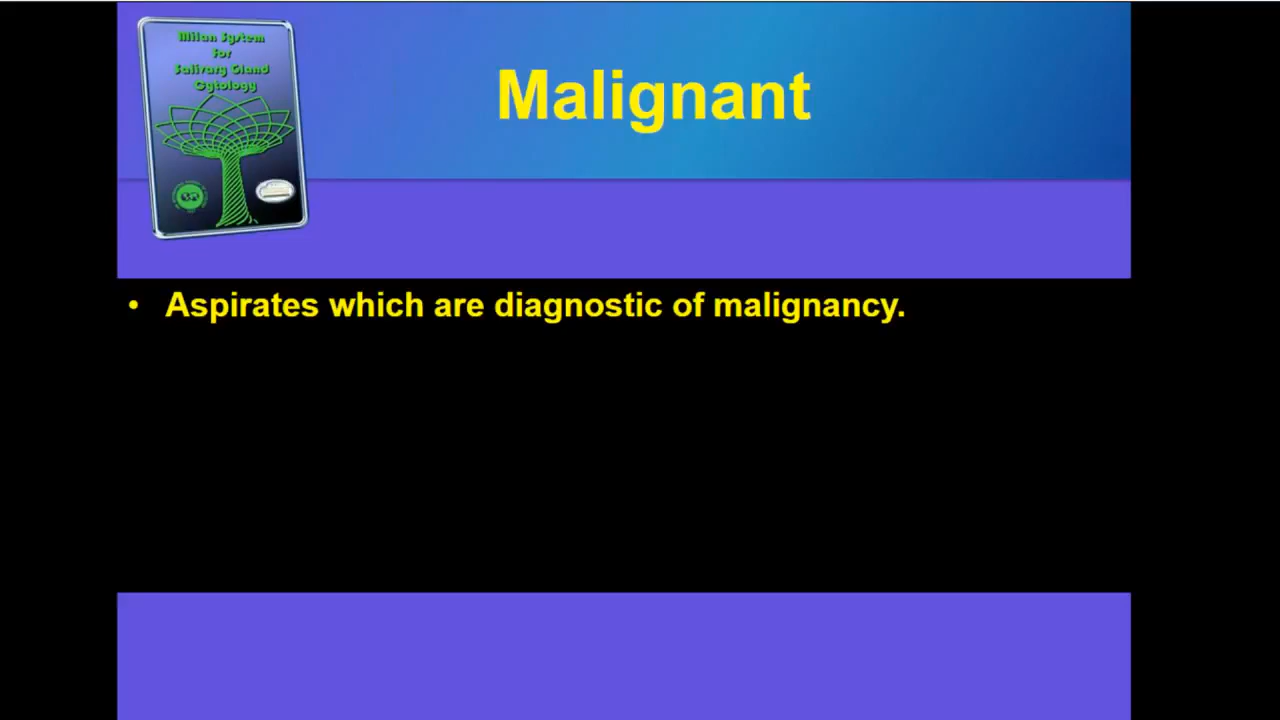 Milan System
For
Salivary Gland
Cytology
Malignant
• Aspirates which are diagnostic of malignancy.